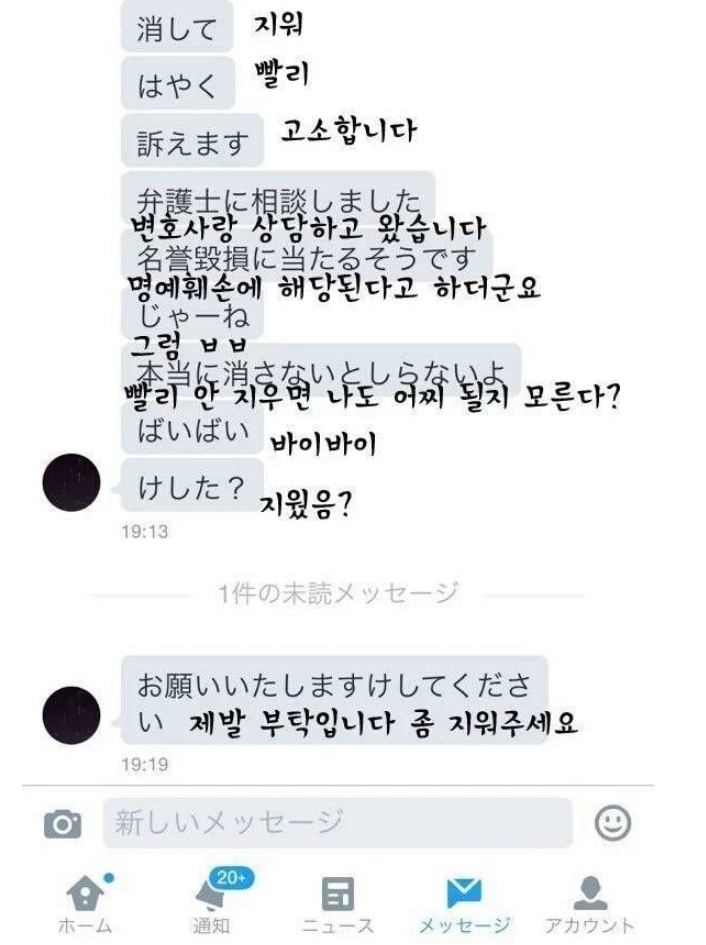 消して 지워
はやく 빨리
訴えます 고소합니다
弁護士に相談しました
변호사랑 상담하고 왔습니다
名誉毀損に当たるそうです
명예훼손에 해당된다고 하더군요
じゃーね
그럼 ㅂㅂ
本当に消さないとしらないよ
빨리 안 지우면 나도 어찌 될지 모른다?
ばいばい 바이바이
けした? 지웠음?
19:13
1件の未読メッセージ
お願いいたしますけしてくださ
い 제발 부탁입니다 좀 지워주세요
19:19
新しいメッセージ
20+
ホーム 通知 ニュース メッセージ アカウント